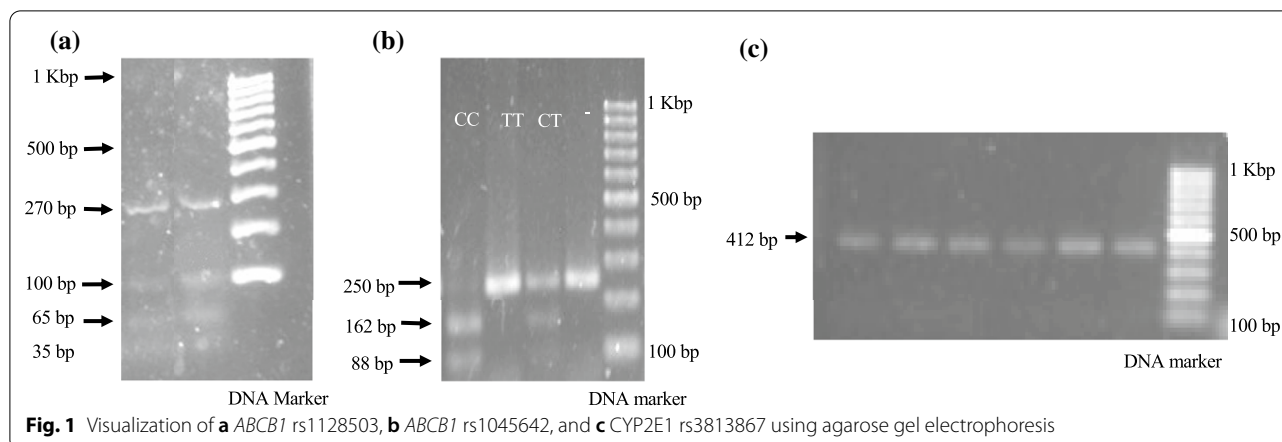 (a)
1 Kbp
500 bp
270 bp
100 bp
65 bp
35 bp
DNA Marker
(b)
CC TT CT -
1 Kbp
500 bp
100 bp
250 bp
162 bp
88 bp
DNA marker
(c)
412 bp
1 Kbp
500 bp
100 bp
DNA marker
Fig. 1 Visualization of a ABCB1 rs1128503, b ABCB1 rs1045642, and c CYP2E1 rs3813867 using agarose gel electrophoresis